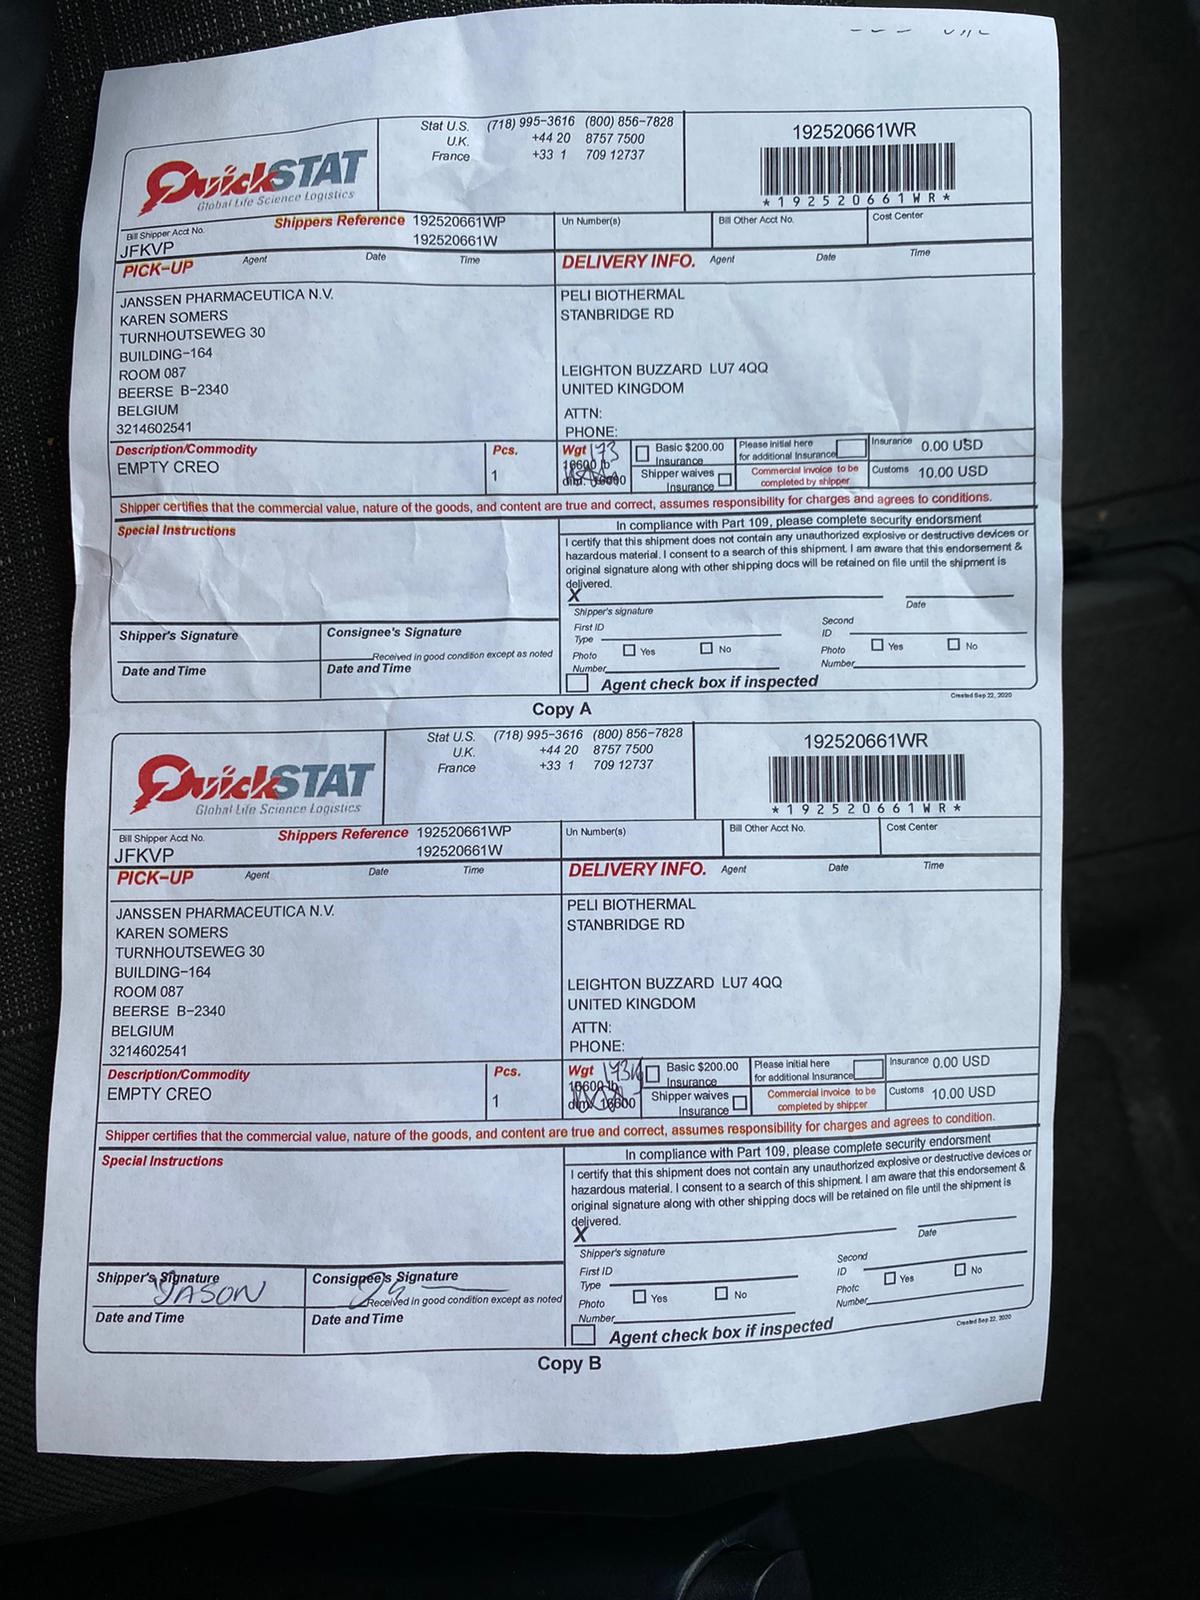 Stat U.S. (718) 995-3616 (800) 856-7828
U.K. +44 20 8757 7500
France +33 1 709 12737
192520661WR
*192520661WR*
QuickSTAT
Global Life Science Logistics
Bill Shipper Acct No.
JFKVP
Shippers Reference 192520661WP
192520661W
Un Number(s)
Bill Other Acct No.
Cost Center
PICK-UP Agent Date Time
DELIVERY INFO. Agent Date Time
JANSSEN PHARMACEUTICA N.V.
KAREN SOMERS
TURNHOUTSEWEG 30
BUILDING-164
ROOM 087
BEERSE B-2340
BELGIUM
3214602541
PELI BIOTHERMAL
STANBRIDGE RD
LEIGHTON BUZZARD LU7 4QQ
UNITED KINGDOM
ATTN:
PHONE:
Description/Commodity
EMPTY CREO
Pcs.
1
Wgt 173
Basic $200.00
Insurance
Shipper waives
Insurance
Please initial here
for additional Insurance
Commercial invoice to be
completed by shipper
Insurance 0.00 USD
Customs 10.00 USD
Shipper certifies that the commercial value, nature of the goods, and content are true and correct, assumes responsibility for charges and agrees to conditions.
Special Instructions
In compliance with Part 109, please complete security endorsement
I certify that this shipment does not contain any unauthorized explosive or destructive devices or
hazardous material. I consent to a search of this shipment. I am aware that this endorsement &
original signature along with other shipping docs will be retained on file until the shipment is
delivered.
X
Shipper's signature
Date
First ID
Type
Photo Yes No
Number
Second
ID
Photo Yes No
Number
Shipper's Signature
Date and Time
Consignee's Signature
Received in good condition except as noted
Date and Time
Agent check box if inspected
Created Sep 22, 2020
Copy A
Stat U.S. (718) 995-3616 (800) 856-7828
U.K. +44 20 8757 7500
France +33 1 709 12737
192520661WR
*192520661WR*
QuickSTAT
Global Life Science Logistics
Bill Shipper Acct No.
JFKVP
Shippers Reference 192520661WP
192520661W
Un Number(s)
Bill Other Acct No.
Cost Center
PICK-UP Agent Date Time
DELIVERY INFO. Agent Date Time
JANSSEN PHARMACEUTICA N.V.
KAREN SOMERS
TURNHOUTSEWEG 30
BUILDING-164
ROOM 087
BEERSE B-2340
BELGIUM
3214602541
PELI BIOTHERMAL
STANBRIDGE RD
LEIGHTON BUZZARD LU7 4QQ
UNITED KINGDOM
ATTN:
PHONE:
Description/Commodity
EMPTY CREO
Pcs.
1
Wgt
Basic $200.00
Insurance
Shipper waives
Insurance
Please initial here
for additional Insurance
Commercial invoice to be
completed by shipper
Insurance 0.00 USD
Customs 10.00 USD
Shipper certifies that the commercial value, nature of the goods, and content are true and correct, assumes responsibility for charges and agrees to condition.
Special Instructions
In compliance with Part 109, please complete security endorsement
I certify that this shipment does not contain any unauthorized explosive or destructive devices or
hazardous material. I consent to a search of this shipment. I am aware that this endorsement &
original signature along with other shipping docs will be retained on file until the shipment is
delivered.
X
Shipper's signature
Date
First ID
Type
Photo Yes No
Number
Second
ID
Photc Yes No
Number
Shipper's Signature
JASON
Date and Time
Consignee's Signature
Received in good condition except as noted
Date and Time
Agent check box if inspected
Created Sep 22, 2020
Copy B